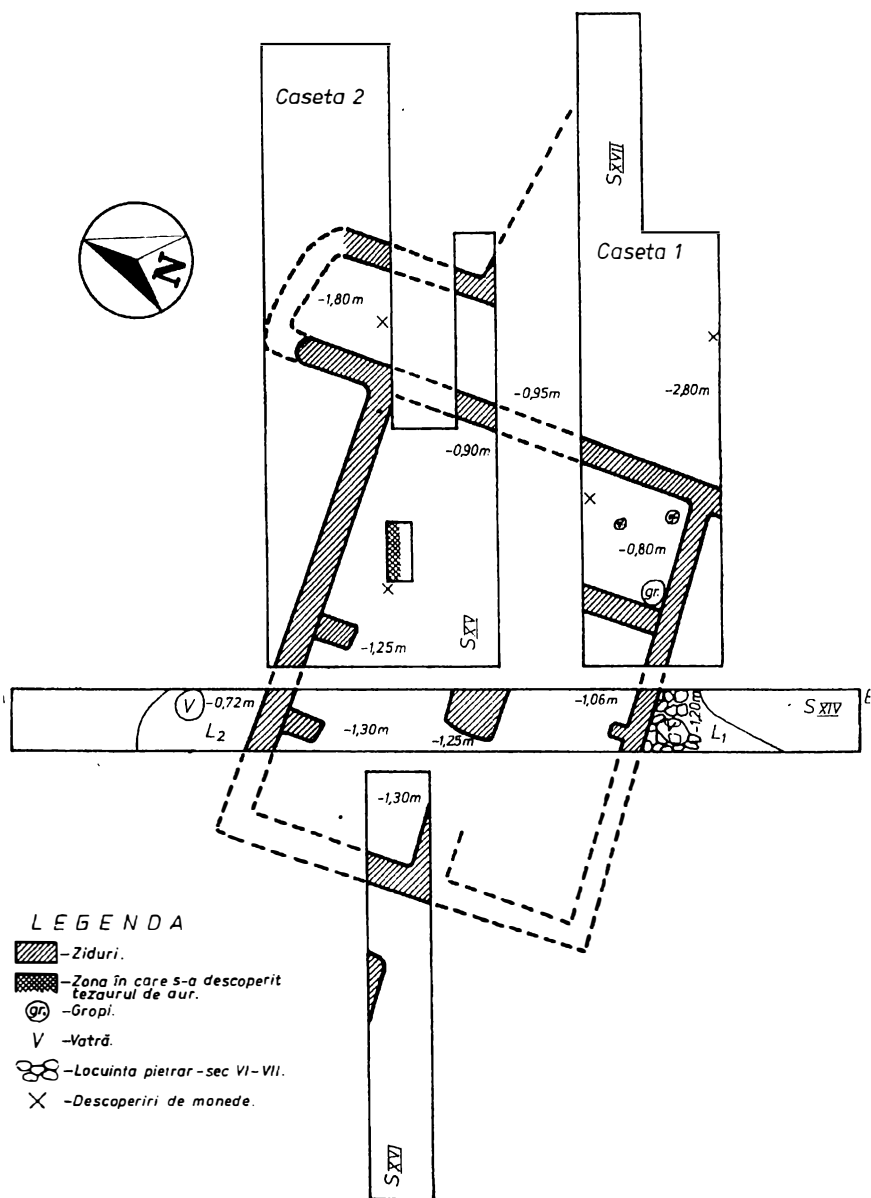 Caseta 2
S XVII
Caseta 1
N
-1,80m
-0,95m
-2,80m
-0,90m
-0,80m
gr.
S XV
-1,25m
V
-0,72m
L2
-1,30m
-1,25m
-1,06m
-1,20m
L1
S XIV
-1,30m
LEGENDA
-Ziduri.
-Zona în care s-a descoperit
tezaurul de aur.
gr. -Gropi.
V -Vatră.
-Locuinta pietrar-sec VI-VII.
X -Descoperiri de monede.
S XVI